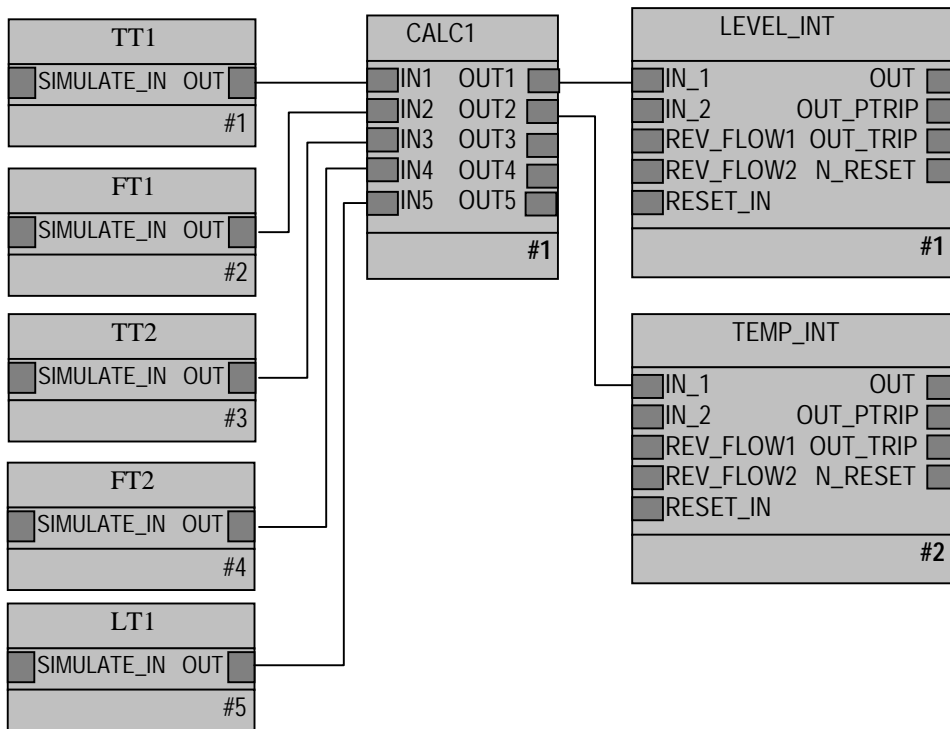 TT1
SIMULATE_IN OUT
#1
FT1
SIMULATE_IN OUT
#2
TT2
SIMULATE_IN OUT
#3
FT2
SIMULATE_IN OUT
#4
LT1
SIMULATE_IN OUT
#5
CALC1
IN1 OUT1
IN2 OUT2
IN3 OUT3
IN4 OUT4
IN5 OUT5
#1
LEVEL_INT
IN_1 OUT
IN_2 OUT_PTRIP
REV_FLOW1 OUT_TRIP
REV_FLOW2 N_RESET
RESET_IN
#1
TEMP_INT
IN_1 OUT
IN_2 OUT_PTRIP
REV_FLOW1 OUT_TRIP
REV_FLOW2 N_RESET
RESET_IN
#2